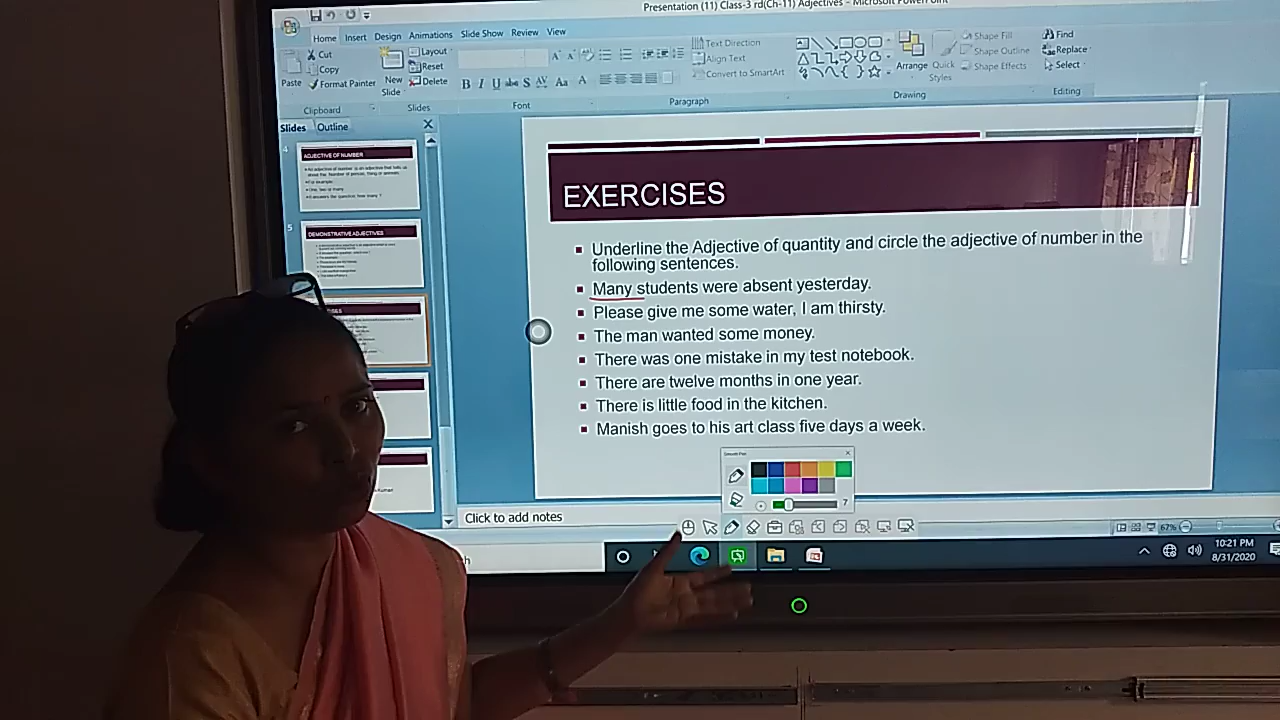 Presentation (11) Class-3 rd(Ch-11) Adjectives - Microsoft PowerPoint
Home Insert Design Animations Slide Show Review View
Paste
Cut
Copy
Format Painter
Clipboard
New Slide
Layout
Reset
Delete
Slides
Font
Text Direction
Align Text
Convert to SmartArt
Paragraph
Arrange
Quick Styles
Shape Fill
Shape Outline
Shape Effects
Drawing
Find
Replace
Select
Editing
Slides Outline
4
ADJECTIVE OF NUMBER
5
DEMONSTRATIVE ADJECTIVES
EXERCISES
Underline the Adjective of quantity and circle the adjective of number in the
following sentences.
Many students were absent yesterday.
Please give me some water, I am thirsty.
The man wanted some money.
There was one mistake in my test notebook.
There are twelve months in one year.
There is little food in the kitchen.
Manish goes to his art class five days a week.
7
Click to add notes
67%
10:21 PM
8/31/2020